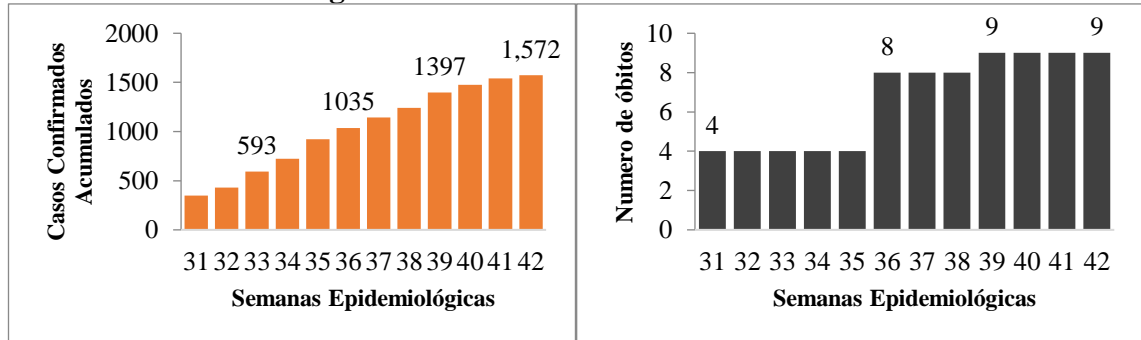 Casos Confirmados
Acumulados
2000
1500
1000
500
0
593
1035
1397
1,572
31 32 33 34 35 36 37 38 39 40 41 42
Semanas Epidemiológicas
Numero de óbitos
10
8
6
4
2
0
4
8
9
9
31 32 33 34 35 36 37 38 39 40 41 42
Semanas Epidemiológicas